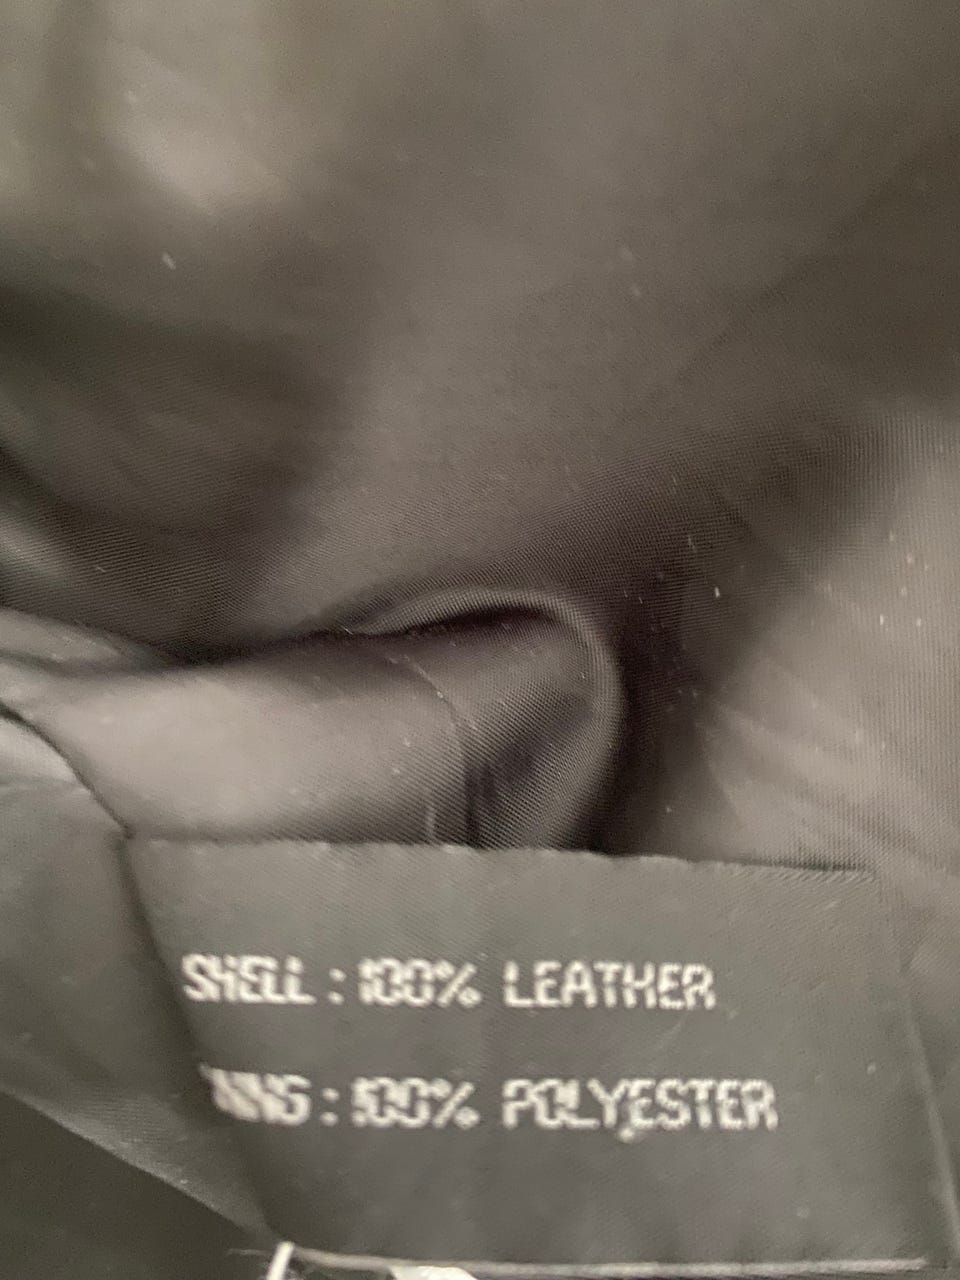 SHELL : 100% LEATHER
: 100% POLYESTER